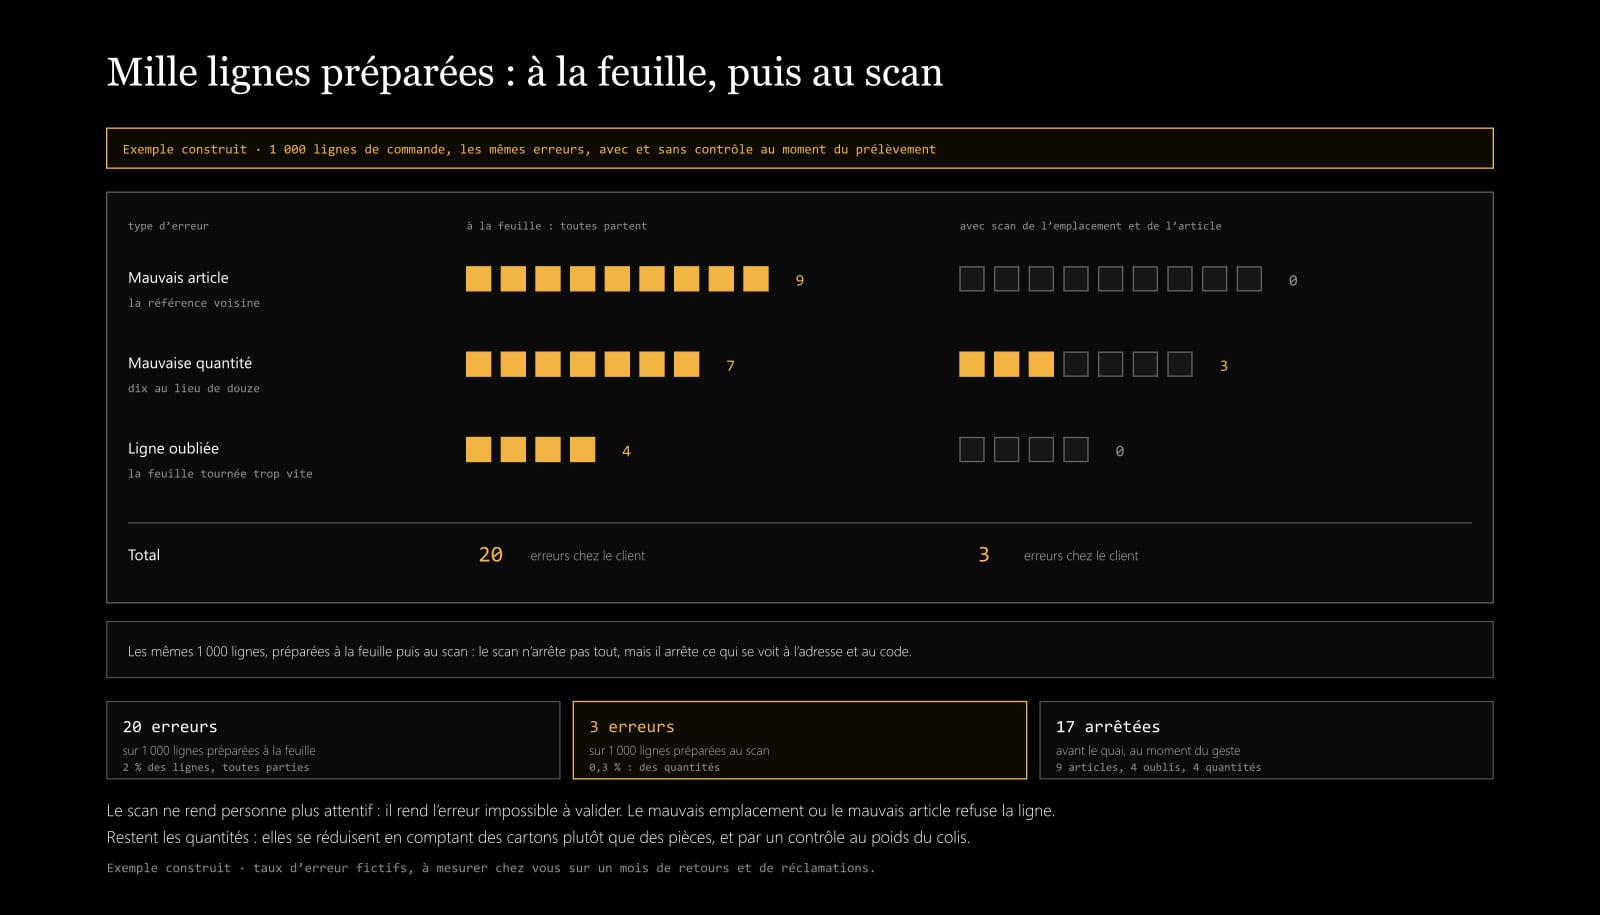 Mille lignes préparées : à la feuille, puis au scan
Exemple construit · 1 000 lignes de commande, les mêmes erreurs, avec et sans contrôle au moment du prélèvement
type d’erreur
à la feuille : toutes partent
avec scan de l’emplacement et de l’article
Mauvais article
9
0
la référence voisine
Mauvaise quantité
7
3
dix au lieu de douze
Ligne oubliée
4
0
la feuille tournée trop vite
Total
20 erreurs chez le client
3 erreurs chez le client
Les mêmes 1 000 lignes, préparées à la feuille puis au scan : le scan n’arrête pas tout, mais il arrête ce qui se voit à l’adresse et au code.
20 erreurs
sur 1 000 lignes préparées à la feuille
2 % des lignes, toutes parties
3 erreurs
sur 1 000 lignes préparées au scan
0,3 % : des quantités
17 arrêtées
avant le quai, au moment du geste
9 articles, 4 oublis, 4 quantités
Le scan ne rend personne plus attentif : il rend l’erreur impossible à valider. Le mauvais emplacement ou le mauvais article refuse la ligne.
Restent les quantités : elles se réduisent en comptant des cartons plutôt que des pièces, et par un contrôle au poids du colis.
Exemple construit · taux d’erreur fictifs, à mesurer chez vous sur un mois de retours et de réclamations.